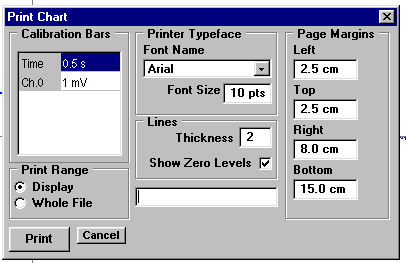 Print Chart
Calibration Bars
Time 0.5 s
Ch.0 1 mV
Print Range
Display
Whole File
Print
Cancel
Printer Typeface
Font Name
Arial
Font Size 10 pts
Lines
Thickness 2
Show Zero Levels
Page Margins
Left
2.5 cm
Top
2.5 cm
Right
8.0 cm
Bottom
15.0 cm